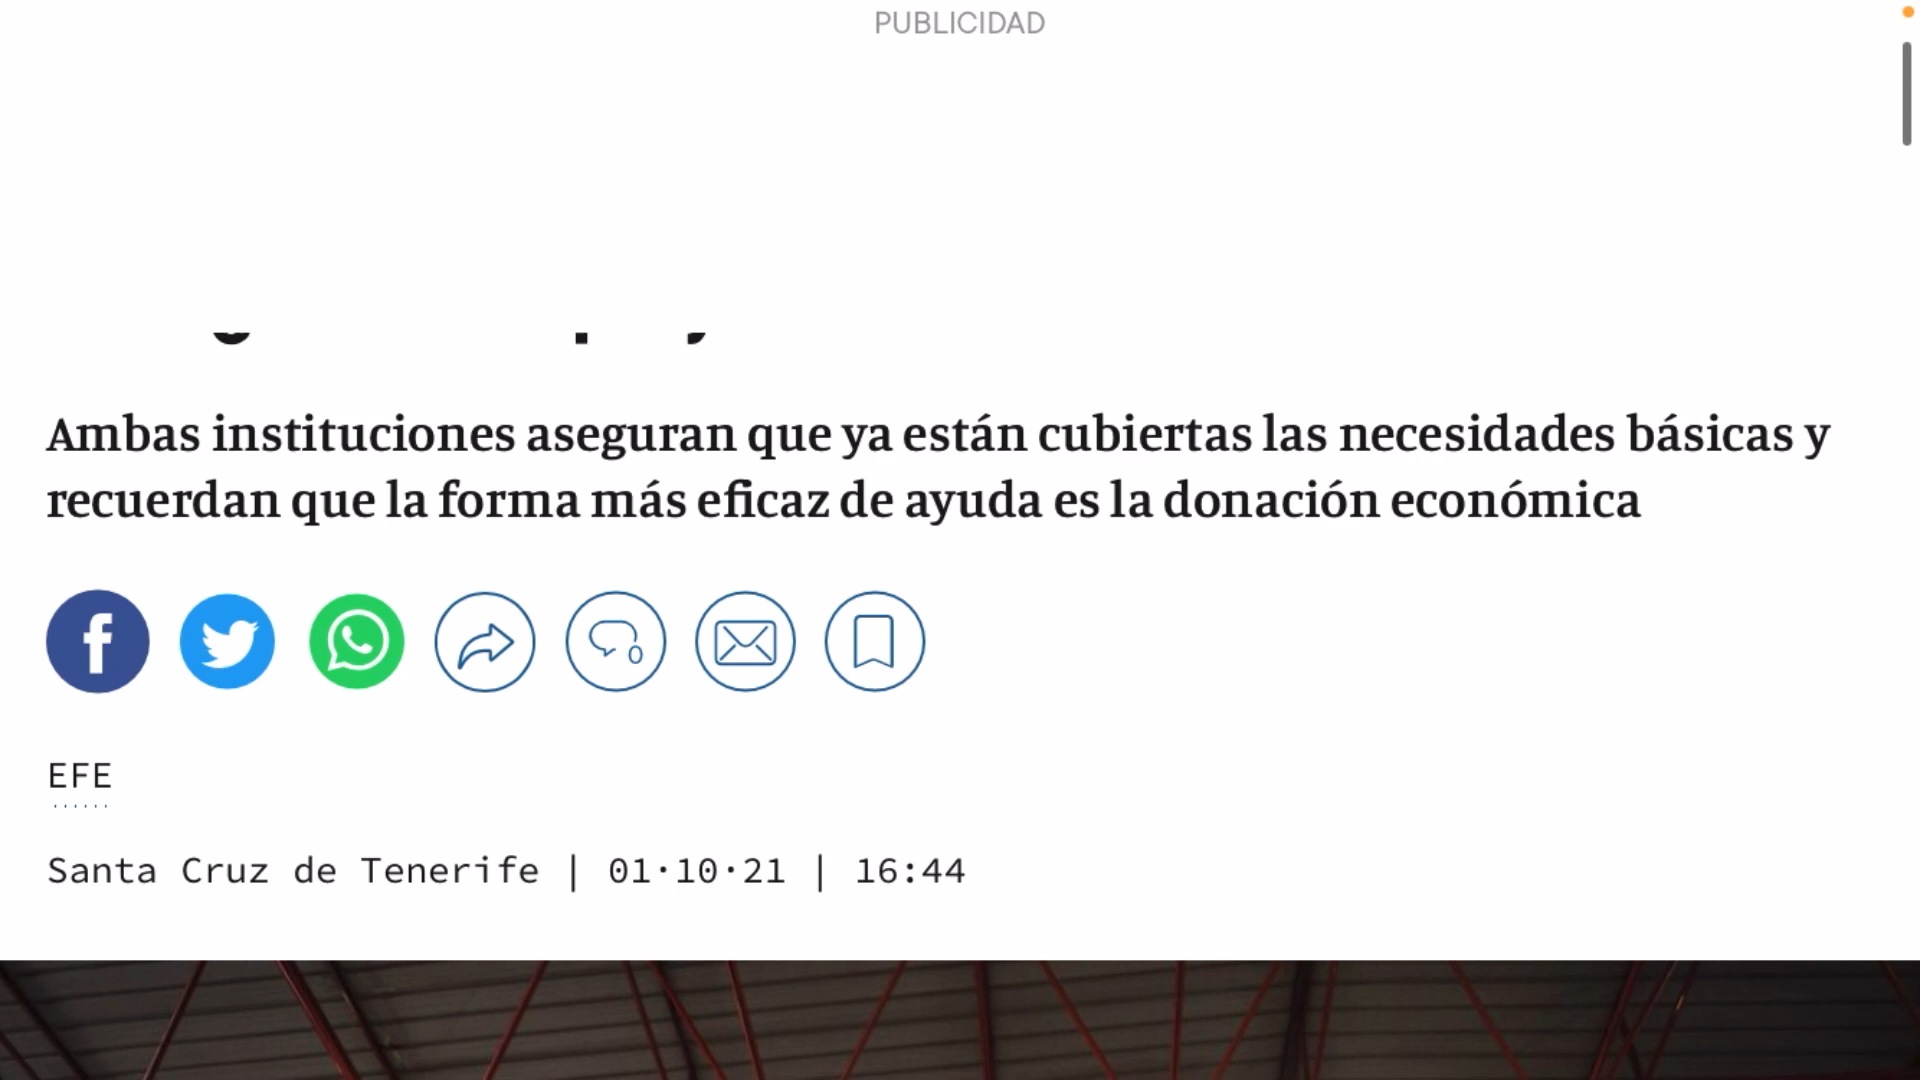 PUBLICIDAD
Ambas instituciones aseguran que ya están cubiertas las necesidades básicas y
recuerdan que la forma más eficaz de ayuda es la donación económica
0
EFE
Santa Cruz de Tenerife | 01·10·21 | 16:44